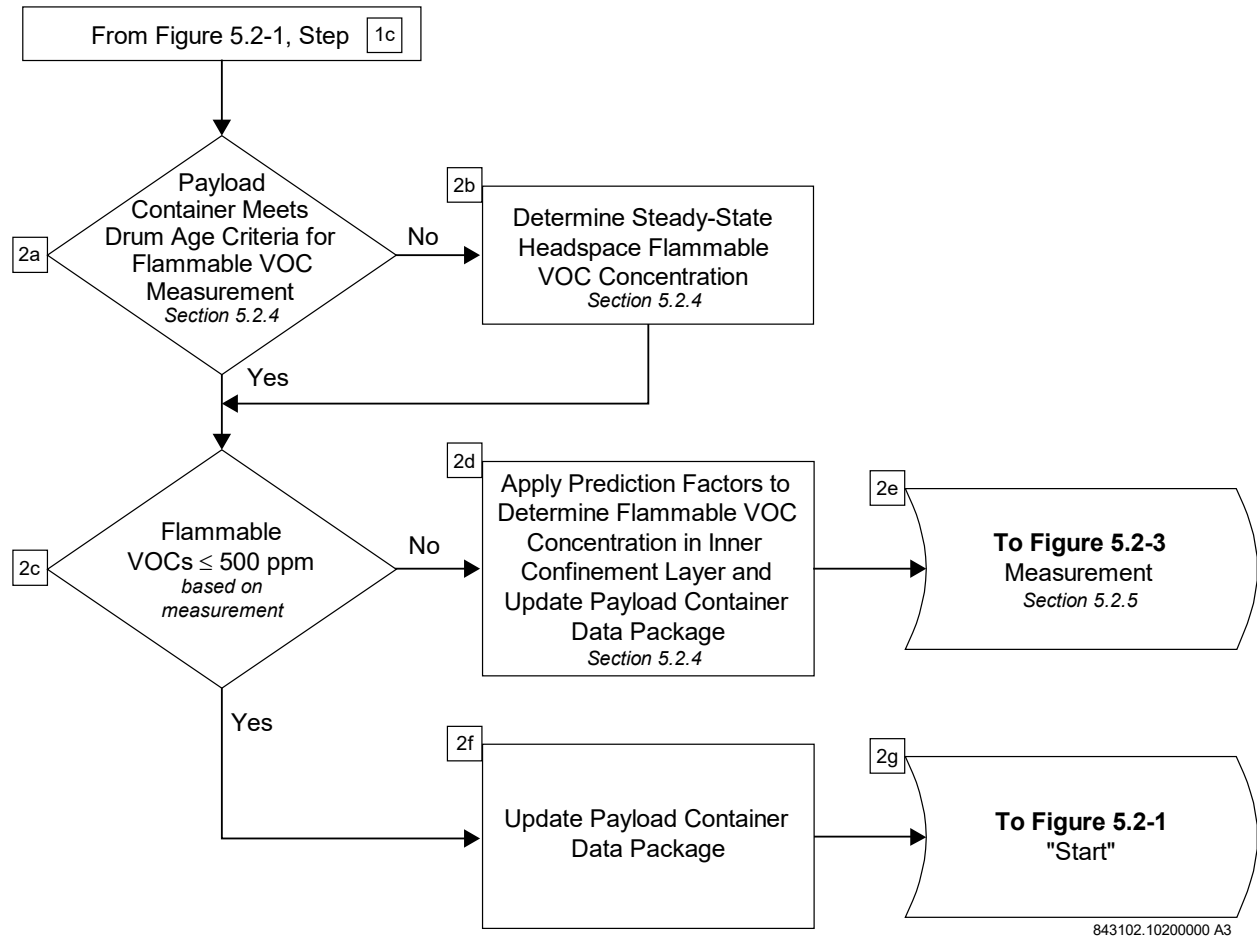 From Figure 5.2-1, Step 1c
2a
Payload
Container Meets
Drum Age Criteria for
Flammable VOC
Measurement
Section 5.2.4
No
2b
Determine Steady-State
Headspace Flammable
VOC Concentration
Section 5.2.4
Yes
2c
Flammable
VOCs ≤ 500 ppm
based on
measurement
No
2d
Apply Prediction Factors to
Determine Flammable VOC
Concentration in Inner
Confinement Layer and
Update Payload Container
Data Package
Section 5.2.4
2e
To Figure 5.2-3
Measurement
Section 5.2.5
Yes
2f
Update Payload Container
Data Package
2g
To Figure 5.2-1
"Start"
843102.10200000 A3